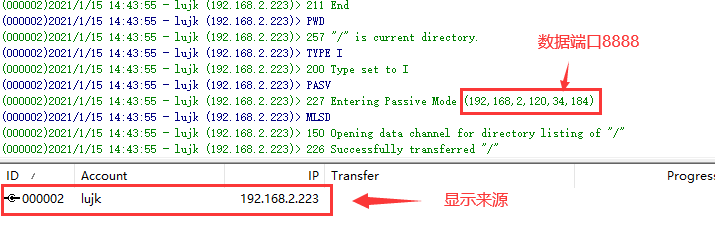 (000002)2021/1/15 14:43:55 - lujk (192.168.2.223)> 211 End
(000002)2021/1/15 14:43:55 - lujk (192.168.2.223)> PWD
(000002)2021/1/15 14:43:55 - lujk (192.168.2.223)> 257 "/" is current directory.
(000002)2021/1/15 14:43:55 - lujk (192.168.2.223)> TYPE I
数据端口8888
(000002)2021/1/15 14:43:55 - lujk (192.168.2.223)> 200 Type set to I
(000002)2021/1/15 14:43:55 - lujk (192.168.2.223)> PASV
(000002)2021/1/15 14:43:55 - lujk (192.168.2.223)> 227 Entering Passive Mode (192,168,2,120,34,184)
(000002)2021/1/15 14:43:55 - lujk (192.168.2.223)> MLSD
(000002)2021/1/15 14:43:55 - lujk (192.168.2.223)> 150 Opening data channel for directory listing of "/"
(000002)2021/1/15 14:43:55 - lujk (192.168.2.223)> 226 Successfully transferred "/"
ID / Account IP Transfer Progress
000002 lujk 192.168.2.223
显示来源